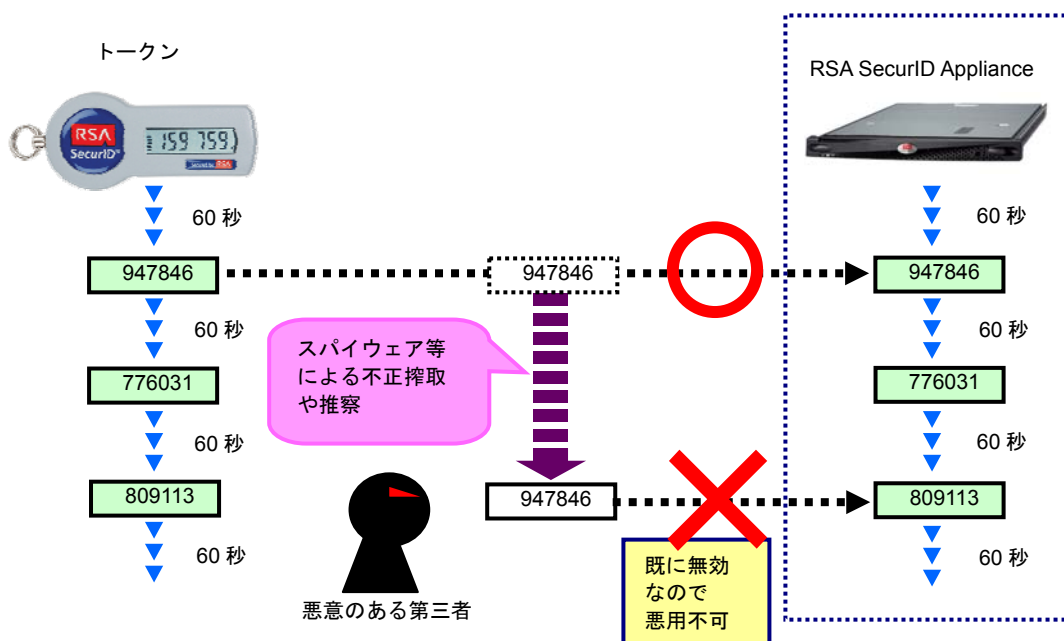 トークン
RSA SecurID Appliance
RSA
SecurID
159 759
RSA
60 秒
60 秒
947846
947846
947846
60 秒
60 秒
スパイウェア等
による不正搾取
や推察
776031
776031
60 秒
60 秒
809113
947846
809113
60 秒
60 秒
既に無効
なので
悪用不可
悪意のある第三者